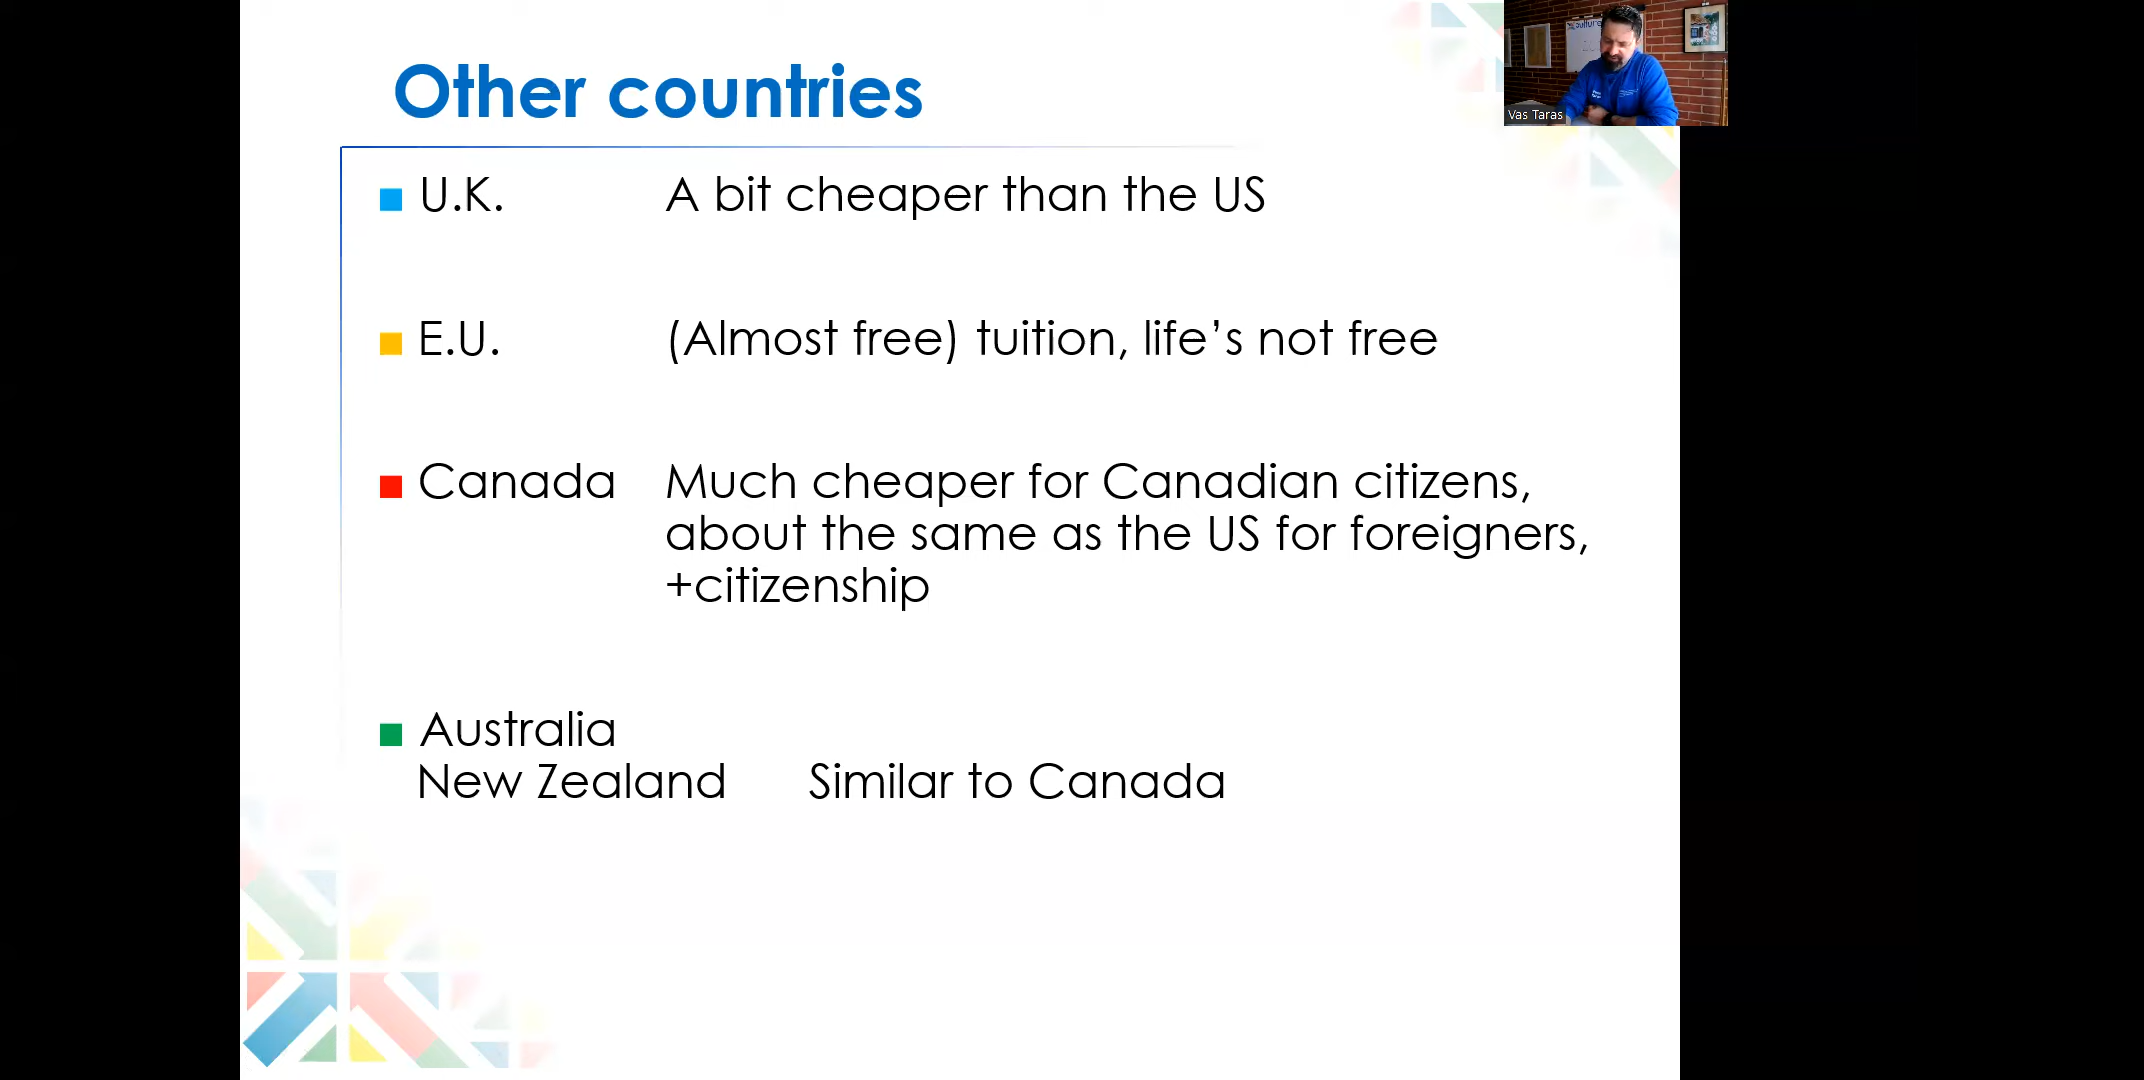 Other countries
U.K. A bit cheaper than the US
E.U. (Almost free) tuition, life’s not free
Canada Much cheaper for Canadian citizens,
about the same as the US for foreigners,
+citizenship
Australia
New Zealand Similar to Canada
Vas Taras